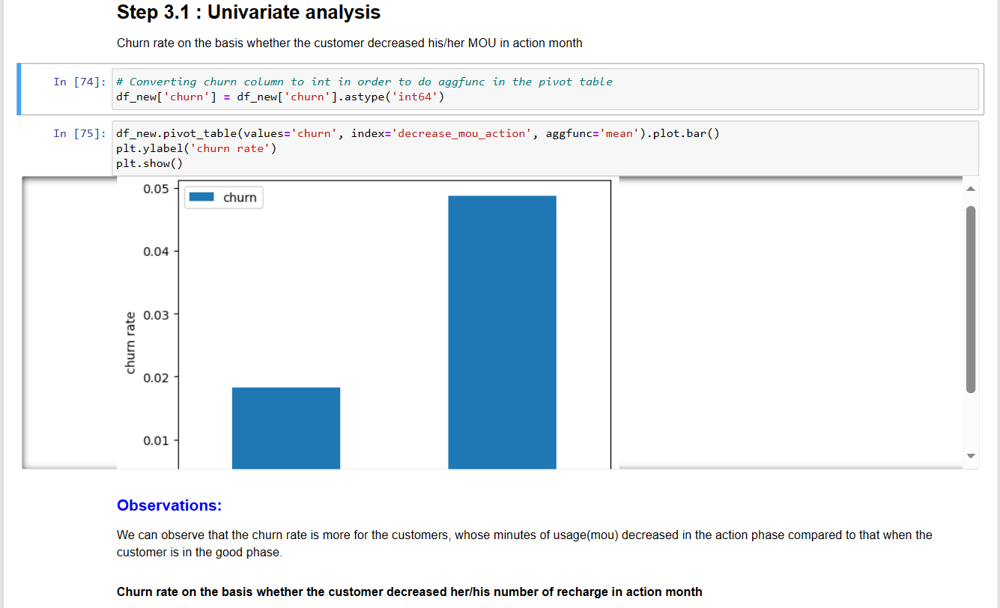 Step 3.1 : Univariate analysis
Churn rate on the basis whether the customer decreased his/her MOU in action month
In [74]:
# Converting churn column to int in order to do aggfunc in the pivot table
df_new['churn'] = df_new['churn'].astype('int64')
In [75]:
df_new.pivot_table(values='churn', index='decrease_mou_action', aggfunc='mean').plot.bar()
plt.ylabel('churn rate')
plt.show()
churn
0.05
0.04
0.03
0.02
0.01
churn rate
Observations:
We can observe that the churn rate is more for the customers, whose minutes of usage(mou) decreased in the action phase compared to that when the
customer is in the good phase.
Churn rate on the basis whether the customer decreased her/his number of recharge in action month